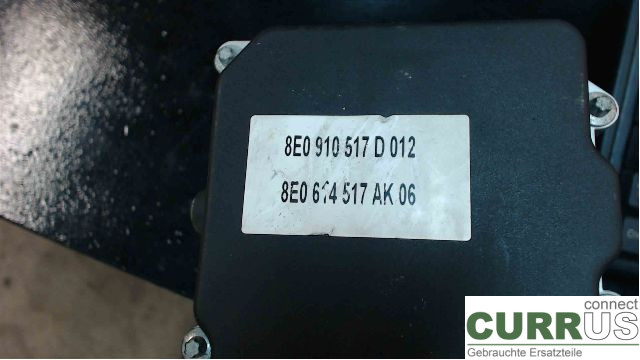 8E0 910 517 D 012
8E0 614 517 AK 06
connect
CURRUS
Gebrauchte Ersatzteile